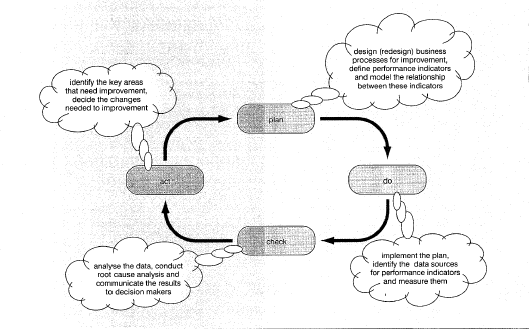 design (redesign) business
processes for improvement,
define performance indicators
and model the relationship
between these indicators
identify the key areas
that need improvement,
decide the changes
needed to improvement
plan
act
do
check
analyse the data, conduct
root cause analysis and
communicate the results
to decision makers
implement the plan,
identify the data sources
for performance indicators
and measure them